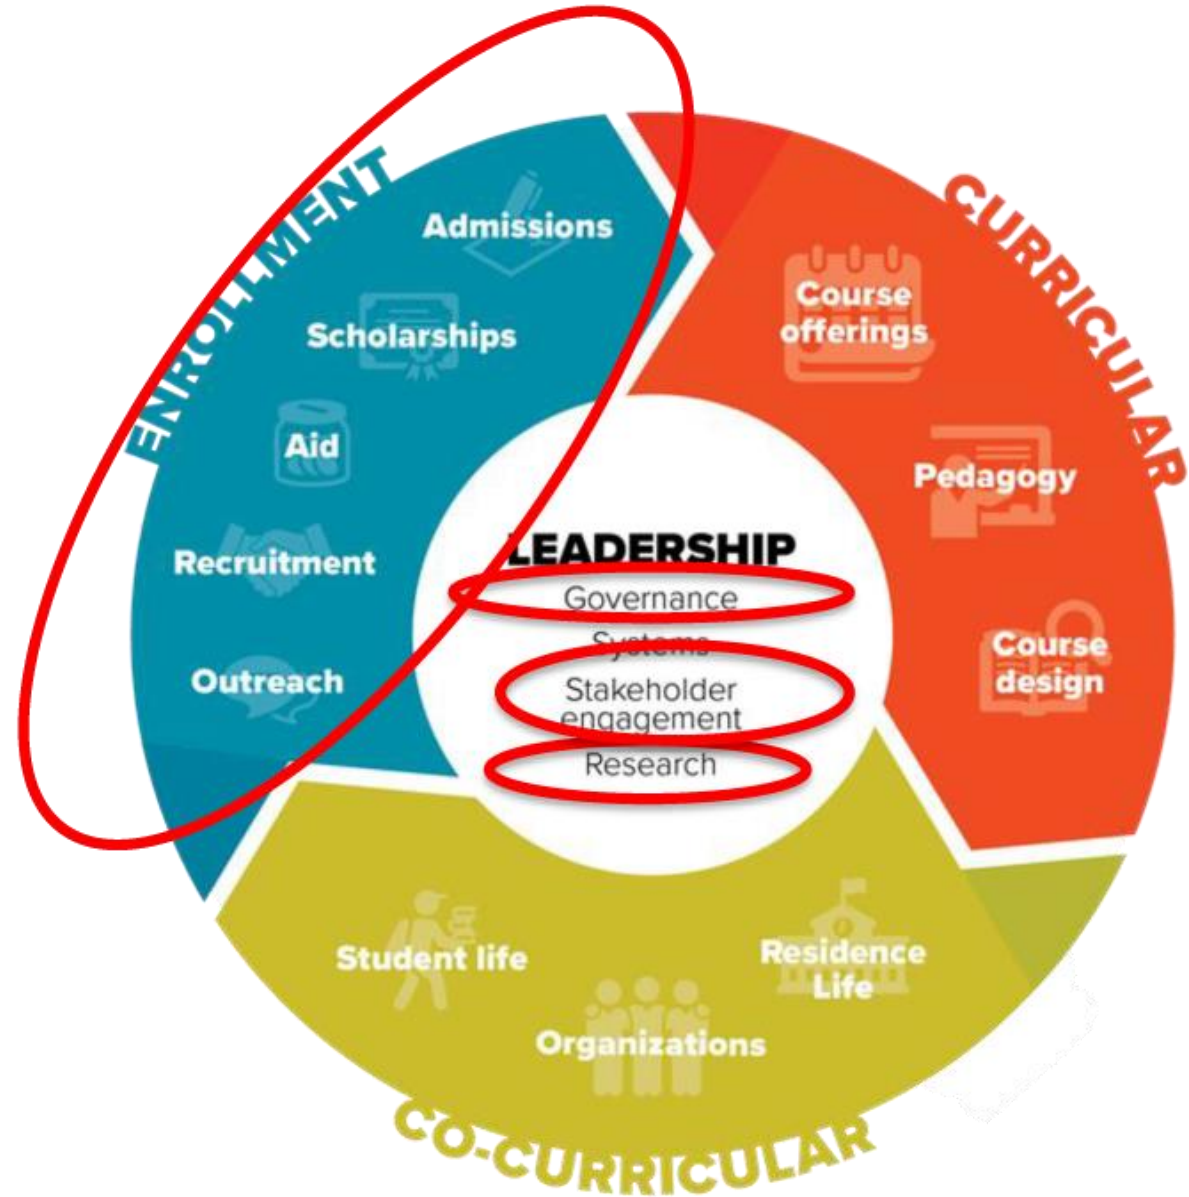 ENROLLMENT
Admissions
Scholarships
Aid
Recruitment
Outreach
CURRICULAR
Course
offerings
Pedagogy
Course
design
LEADERSHIP
Governance
Systems
Stakeholder
engagement
Research
Student life
Organizations
Residence
Life
CO-CURRICULAR